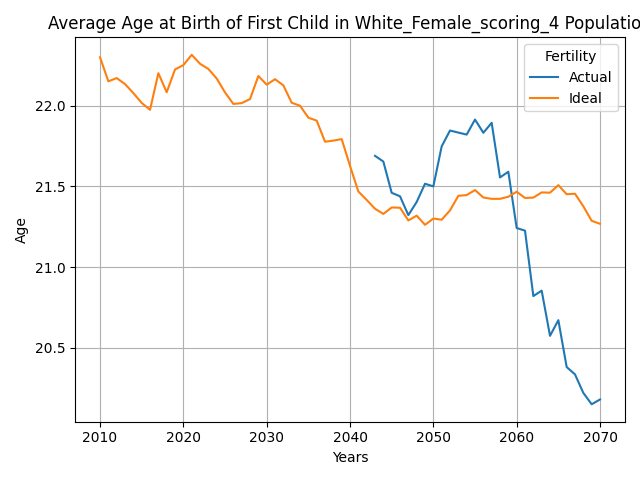 Average Age at Birth of First Child in White_Female_scoring_4 Populatio
Fertility
Actual
Ideal
22.0
21.5
21.0
20.5
Age
2010 2020 2030 2040 2050 2060 2070
Years